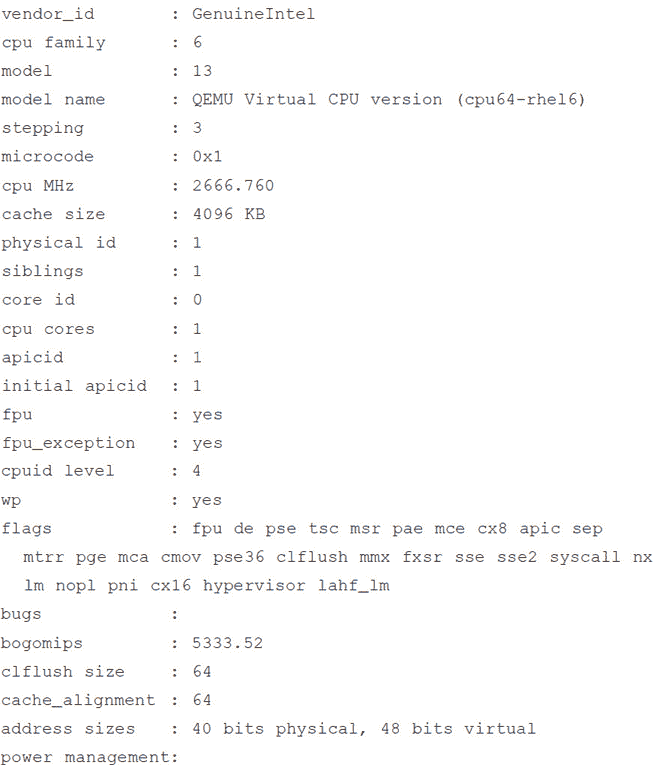 vendor_id : GenuineIntel
cpu family : 6
model : 13
model name : QEMU Virtual CPU version (cpu64-rhel6)
stepping : 3
microcode : 0x1
cpu MHz : 2666.760
cache size : 4096 KB
physical id : 1
siblings : 1
core id : 0
cpu cores : 1
apicid : 1
initial apicid : 1
fpu : yes
fpu_exception : yes
cpuid level : 4
wp : yes
flags : fpu de pse tsc msr pae mce cx8 apic sep
mtrr pge mca cmov pse36 clflush mmx fxsr sse sse2 syscall nx
lm nopl pni cx16 hypervisor lahf_lm
bugs :
bogomips : 5333.52
clflush size : 64
cache_alignment : 64
address sizes : 40 bits physical, 48 bits virtual
power management: